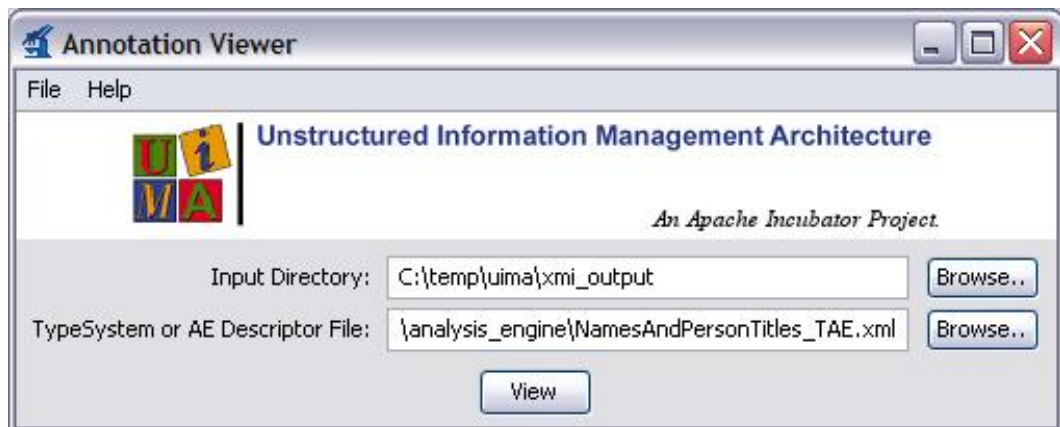 Annotation Viewer
File Help
UiMA
Unstructured Information Management Architecture
An Apache Incubator Project.
Input Directory: C:\temp\uima\xmi_output Browse..
TypeSystem or AE Descriptor File: \analysis_engine\NamesAndPersonTitles_TAE.xml Browse..
View